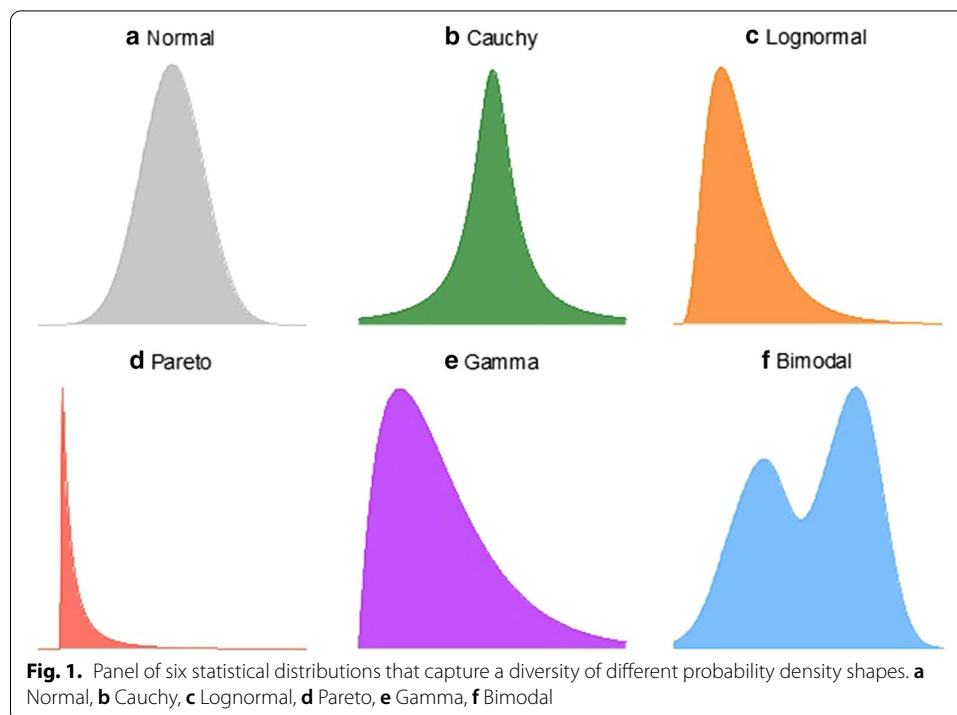 a Normal
b Cauchy
c Lognormal
d Pareto
e Gamma
f Bimodal
Fig. 1. Panel of six statistical distributions that capture a diversity of different probability density shapes. a
Normal, b Cauchy, c Lognormal, d Pareto, e Gamma, f Bimodal